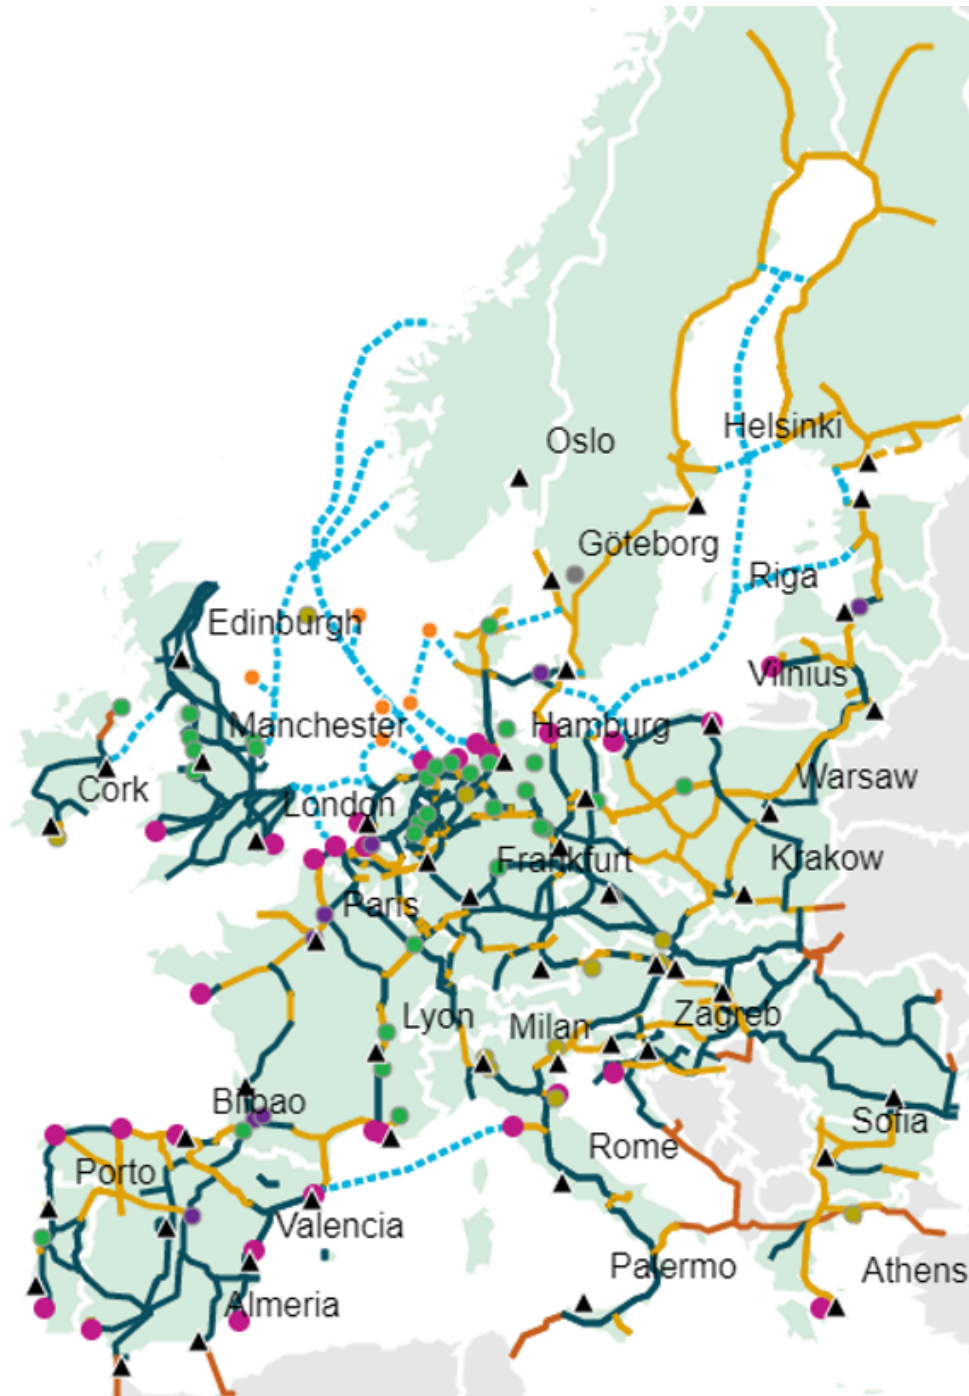 Helsinki
Oslo
Göteborg
Riga
Edinburgh
Vilnius
Manchester
Hamburg
Warsaw
Cork
London
Frankfurt
Krakow
Paris
Lyon
Milan
Zagreb
Bilbao
Sofia
Rome
Porto
Valencia
Palermo
Athens
Almeria